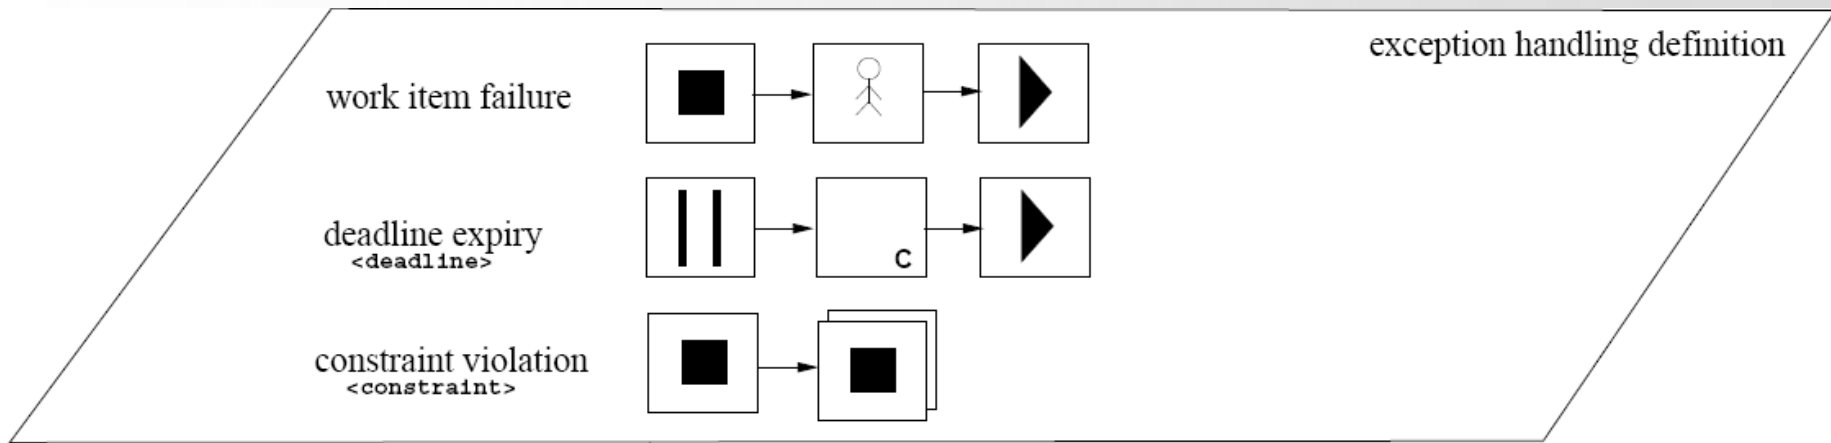 exception handling definition
work item failure
deadline expiry
<deadline>
C
constraint violation
<constraint>